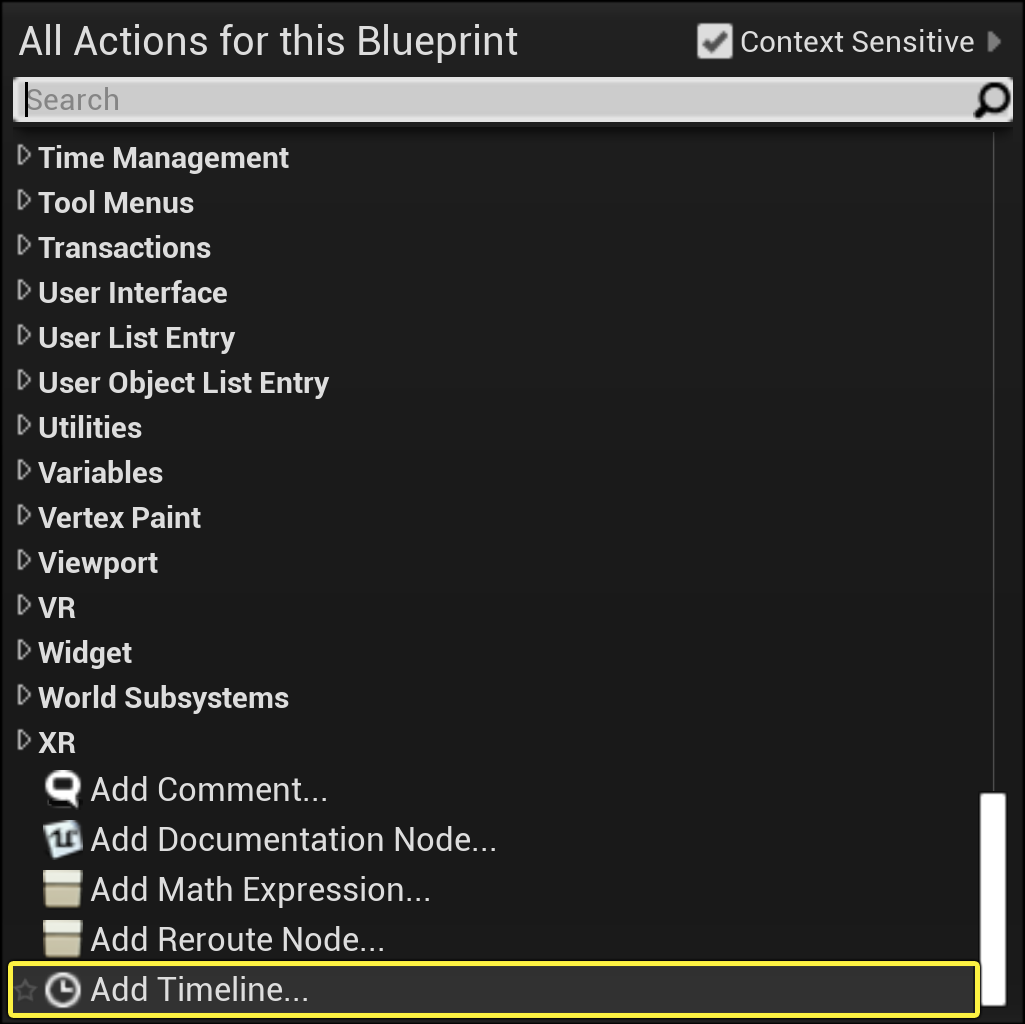 All Actions for this Blueprint Context Sensitive
Search
Time Management
Tool Menus
Transactions
User Interface
User List Entry
User Object List Entry
Utilities
Variables
Vertex Paint
Viewport
VR
Widget
World Subsystems
XR
Add Comment...
Add Documentation Node...
Add Math Expression...
Add Reroute Node...
Add Timeline...